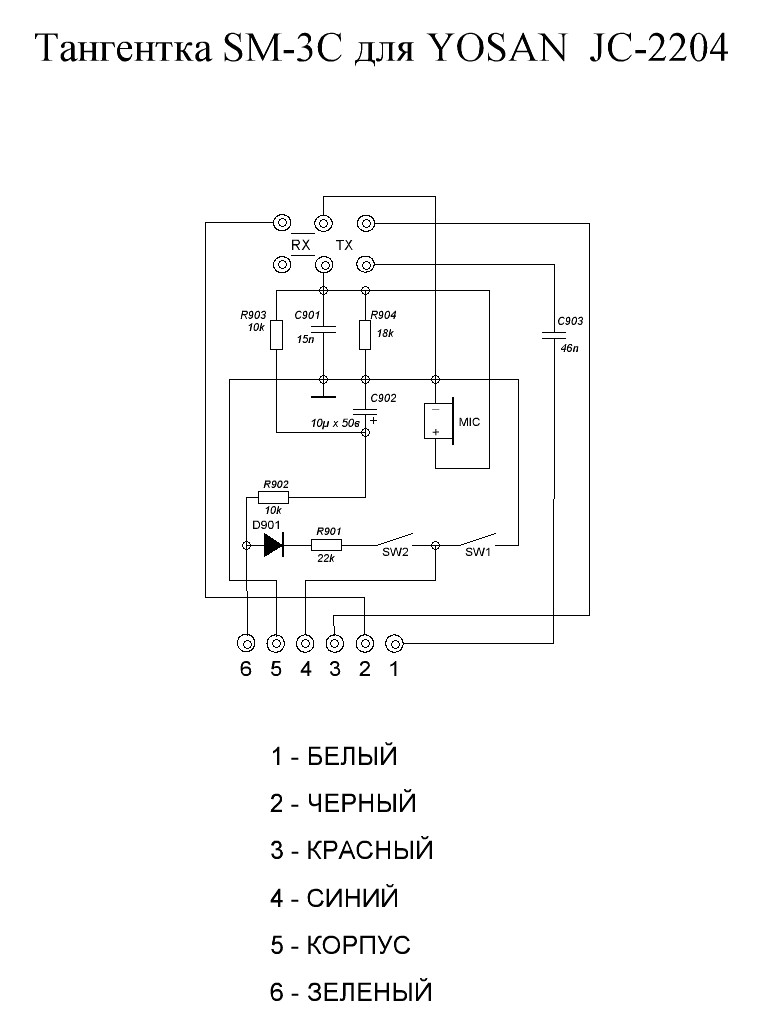 Тангентка SM-3C для YOSAN JC-2204
RX TX
R903
10k
C901
15n
R904
18k
C903
46n
C902
10µ x 50в
+
−
+
MIC
R902
10k
D901
R901
22k
SW2
SW1
6 5 4 3 2 1
1 - БЕЛЫЙ
2 - ЧЕРНЫЙ
3 - КРАСНЫЙ
4 - СИНИЙ
5 - КОРПУС
6 - ЗЕЛЕНЫЙ